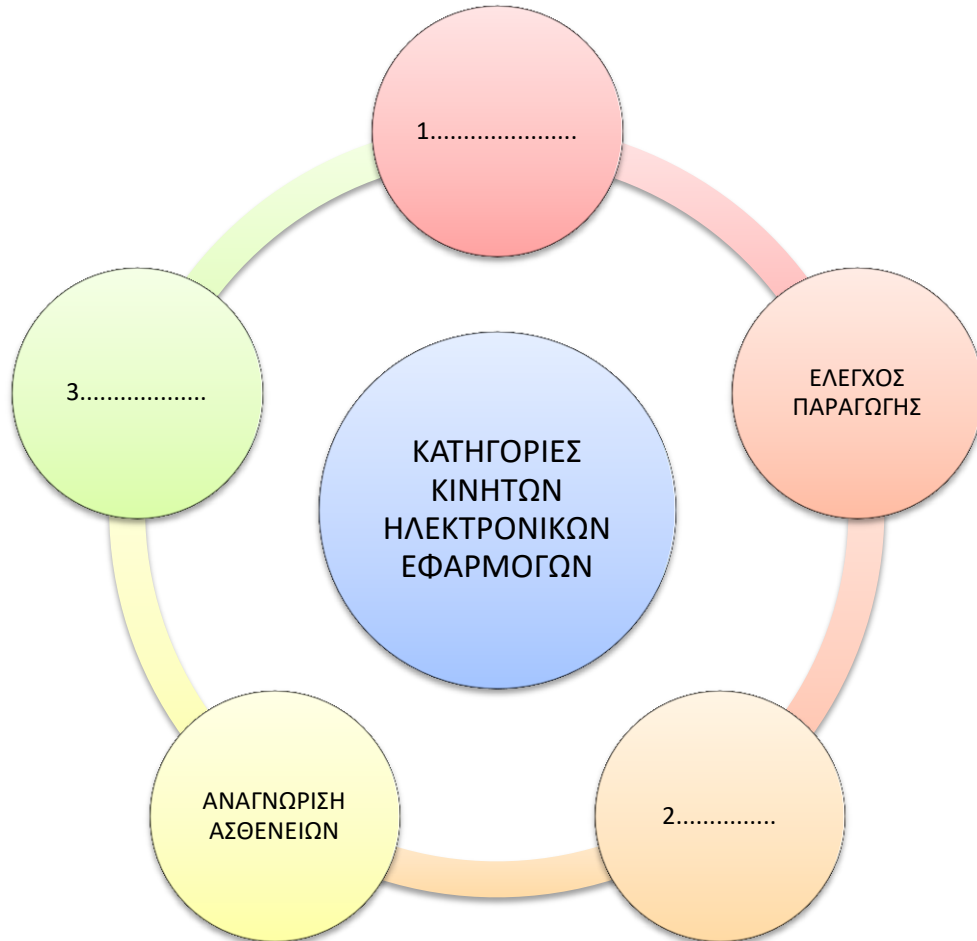 1......................
ΕΛΕΓΧΟΣ
ΠΑΡΑΓΩΓΗΣ
2...............
ΑΝΑΓΝΩΡΙΣΗ
ΑΣΘΕΝΕΙΩΝ
3...................
ΚΑΤΗΓΟΡΙΕΣ
ΚΙΝΗΤΩΝ
ΗΛΕΚΤΡΟΝΙΚΩΝ
ΕΦΑΡΜΟΓΩΝ